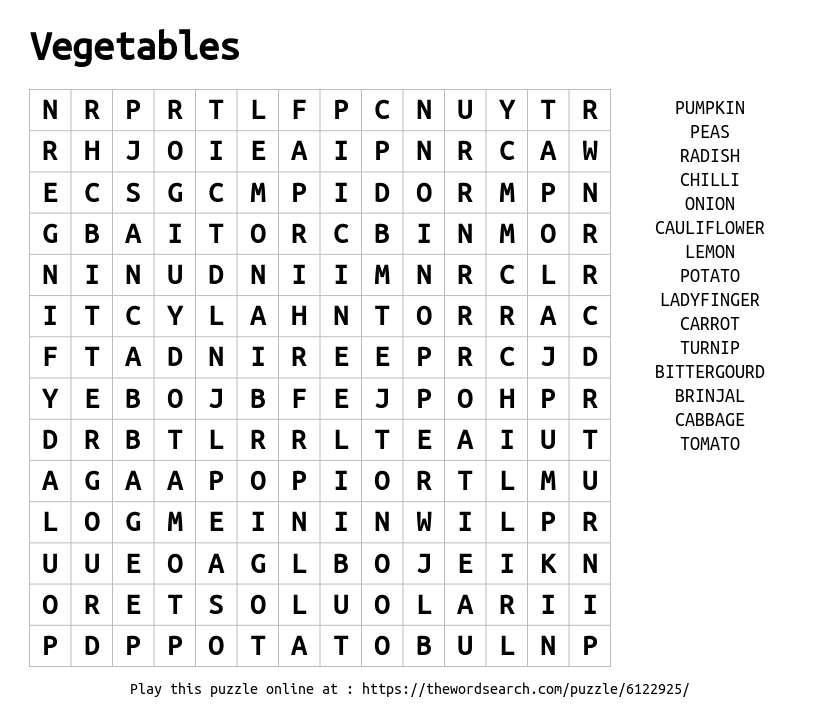 Vegetables
N R P R T L F P C N U Y T R
R H J O I E A I P N R C A W
E C S G C M P I D O R M P N
G B A I T O R C B I N M O R
N I N U D N I I M N R C L R
I T C Y L A H N T O R R A C
F T A D N I R E E P R C J D
Y E B O J B F E J P O H P R
D R B T L R R L T E A I U T
A G A A P O P I O R T L M U
L O G M E I N I N W I L P R
U U E O A G L B O J E I K N
O R E T S O L U O L A R I I
P D P P O T A T O B U L N P
PUMPKIN
PEAS
RADISH
CHILLI
ONION
CAULIFLOWER
LEMON
POTATO
LADYFINGER
CARROT
TURNIP
BITTERGOURD
BRINJAL
CABBAGE
TOMATO
Play this puzzle online at : https://thewordsearch.com/puzzle/6122925/